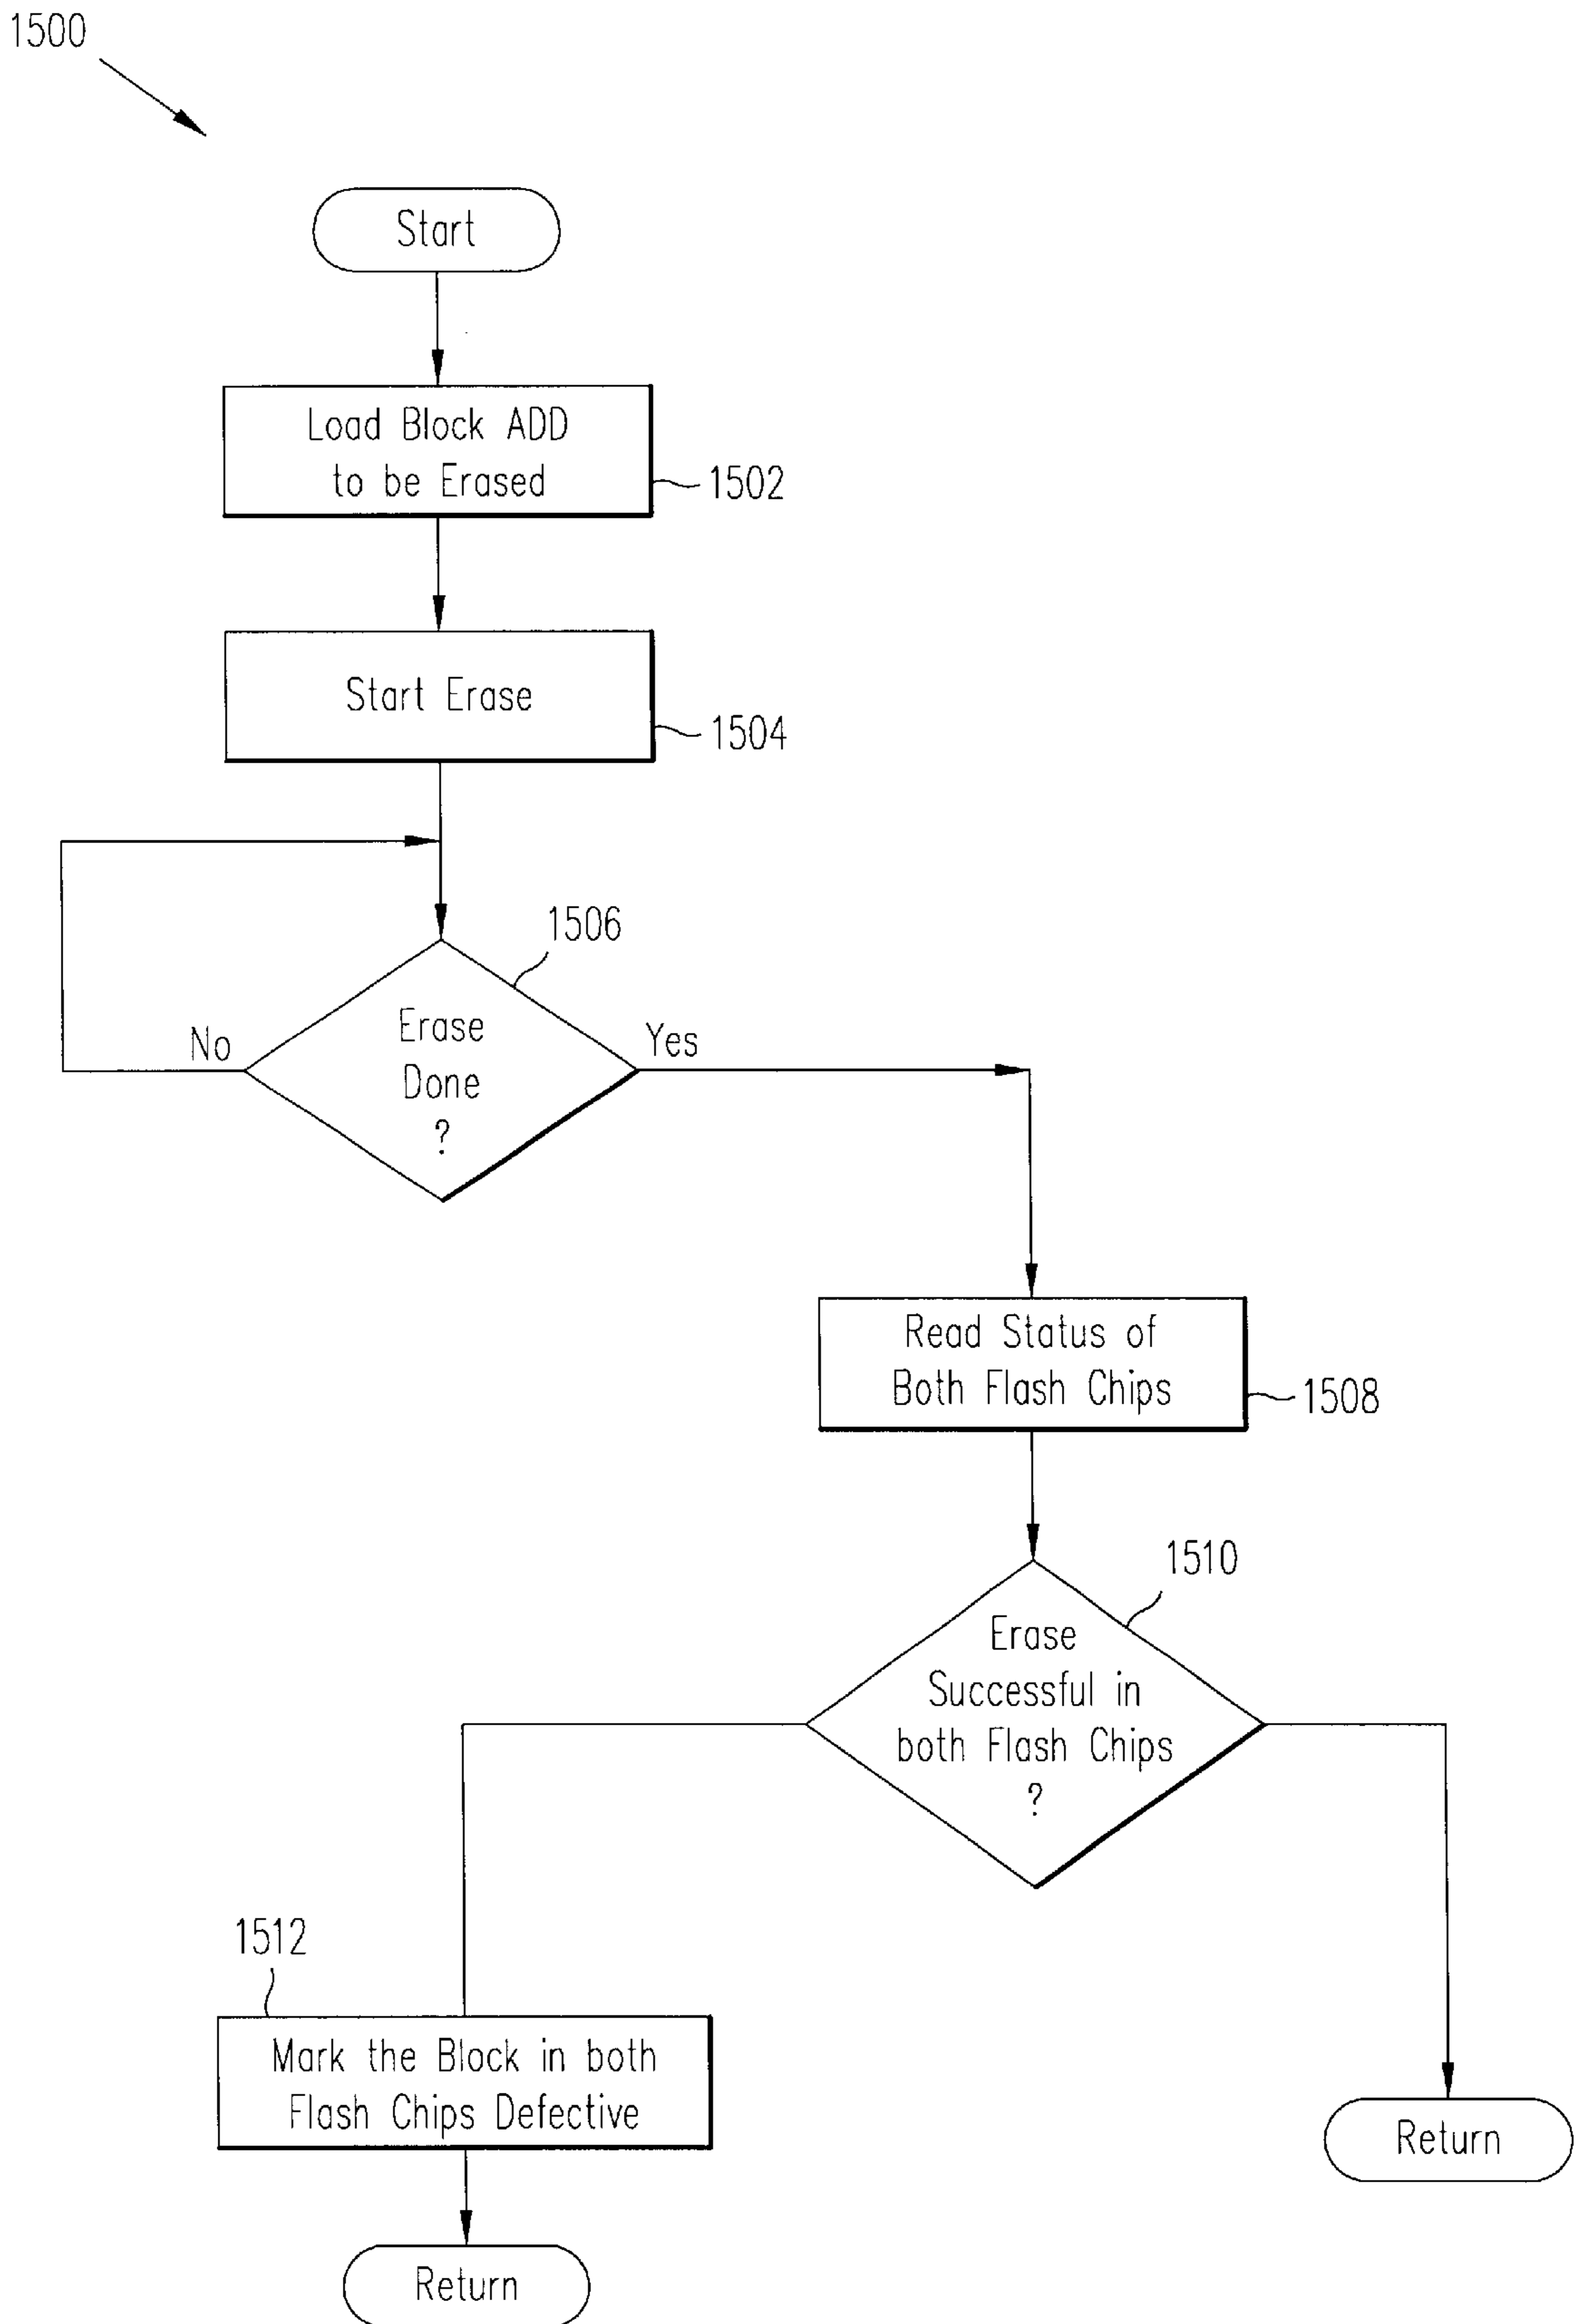 1500
Start
Load Block ADD
to be Erased
1502
Start Erase
1504
1506
Erase
Done
?
No
Yes
Read Status of
Both Flash Chips
1508
1510
Erase
Successful in
both Flash Chips
?
1512
Mark the Block in both
Flash Chips Defective
Return
Return